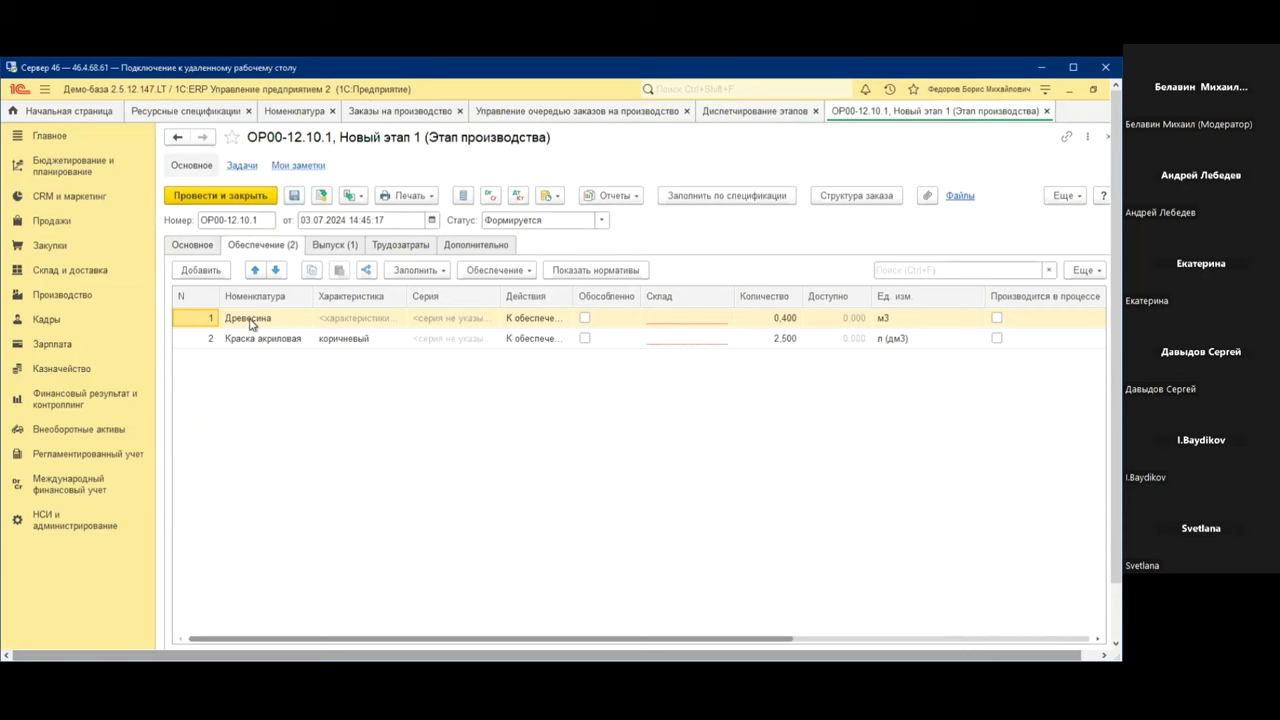 Сервер 46 — 46.4.68.61 — Подключение к удаленному рабочему столу
Демо-база 2.5.12.147.LT / 1С:ERP Управление предприятием 2 (1С:Предприятие)
Поиск Ctrl+Shift+F
Федоров Борис Михайлович
Начальная страница
Ресурсные спецификации ×
Номенклатура ×
Заказы на производство ×
Управление очередью заказов на производство ×
Диспетчирование этапов ×
ОР00-12.10.1, Новый этап 1 (Этап производства) ×
Главное
Бюджетирование и планирование
CRM и маркетинг
Продажи
Закупки
Склад и доставка
Производство
Кадры
Зарплата
Казначейство
Финансовый результат и контроллинг
Внеоборотные активы
Регламентированный учет
Международный финансовый учет
НСИ и администрирование
ОР00-12.10.1, Новый этап 1 (Этап производства)
Основное Задачи Мои заметки
Провести и закрыть Печать Отчеты Заполнить по спецификации Структура заказа Файлы Еще ?
Номер: ОР00-12.10.1 от: 03.07.2024 14:45:17 Статус: Формируется
Основное Обеспечение (2) Выпуск (1) Трудозатраты Дополнительно
Добавить Заполнить Обеспечение Показать нормативы Поиск (Ctrl+F) × Еще
N Номенклатура Характеристика Серия Действия Обособленно Склад Количество Доступно Ед. изм. Производится в процессе
1 Древесина <характеристики... <серия не указы... К обеспече... 0,400 0,000 м3
2 Краска акриловая коричневый <серия не указы... К обеспече... 2,500 0,000 л (дм3)
Белавин Михаил...
Белавин Михаил (Модератор)
Андрей Лебедев
Андрей Лебедев
Екатерина
Екатерина
Давыдов Сергей
Давыдов Сергей
I.Baydikov
I.Baydikov
Svetlana
Svetlana